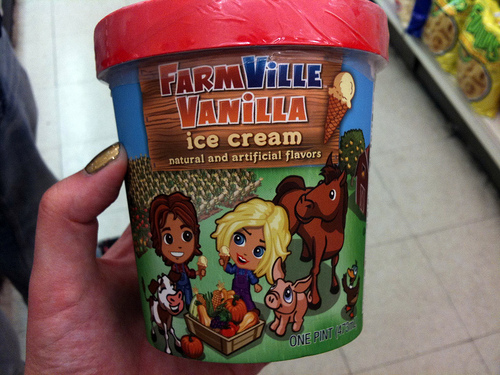 FARMVILLE
VANILLA
ice cream
natural and artificial flavors
ONE PINT